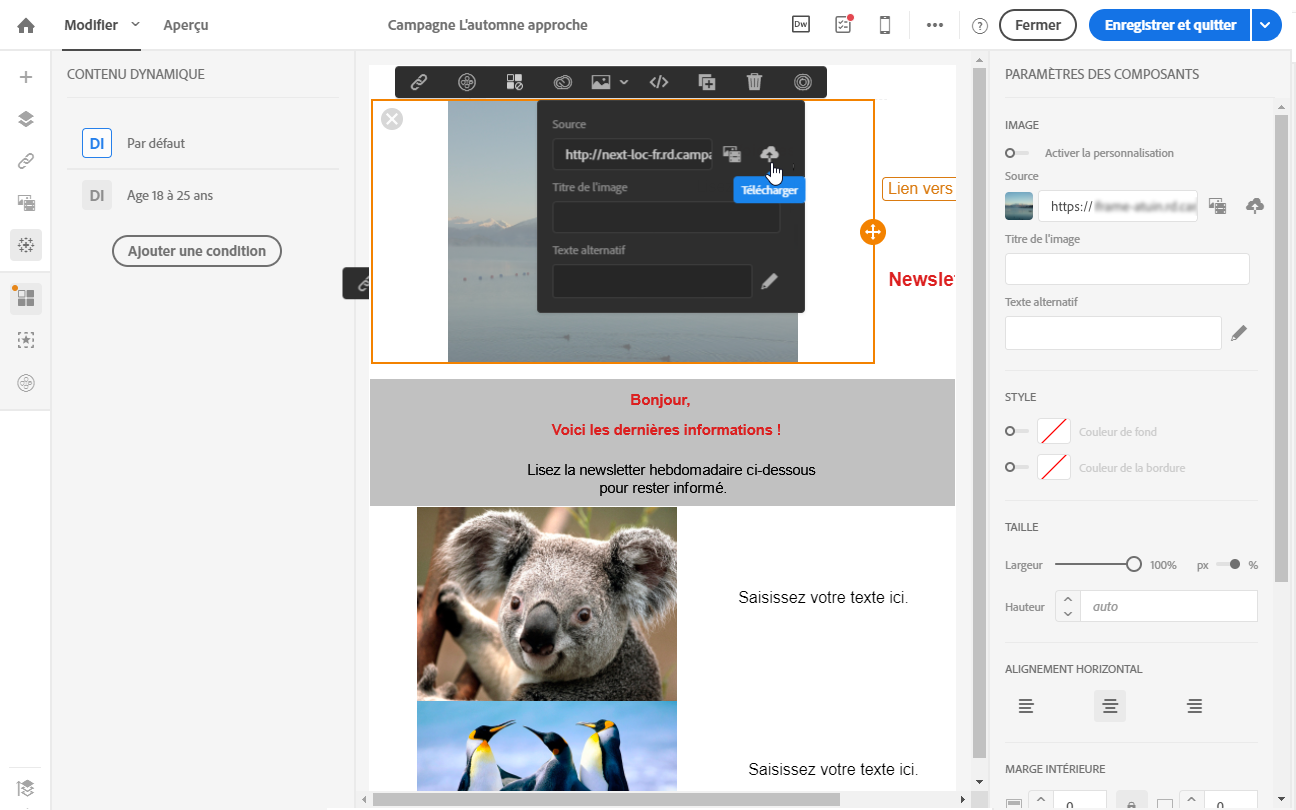 Modifier
Aperçu
Campagne L'automne approche
Dw
?
Fermer
Enregistrer et quitter
CONTENU DYNAMIQUE
DI
Par défaut
DI
Age 18 à 25 ans
Ajouter une condition
Source
http://next-loc-fr.rd.campa
Télécharger
Titre de l'image
Texte alternatif
Lien vers
Newslet
Bonjour,
Voici les dernières informations !
Lisez la newsletter hebdomadaire ci-dessous
pour rester informé.
Saisissez votre texte ici.
Saisissez votre texte ici.
PARAMÈTRES DES COMPOSANTS
IMAGE
Activer la personnalisation
Source
https://
Titre de l'image
Texte alternatif
STYLE
Couleur de fond
Couleur de la bordure
TAILLE
Largeur
100%
px
%
Hauteur
auto
ALIGNEMENT HORIZONTAL
MARGE INTÉRIEURE
0
0